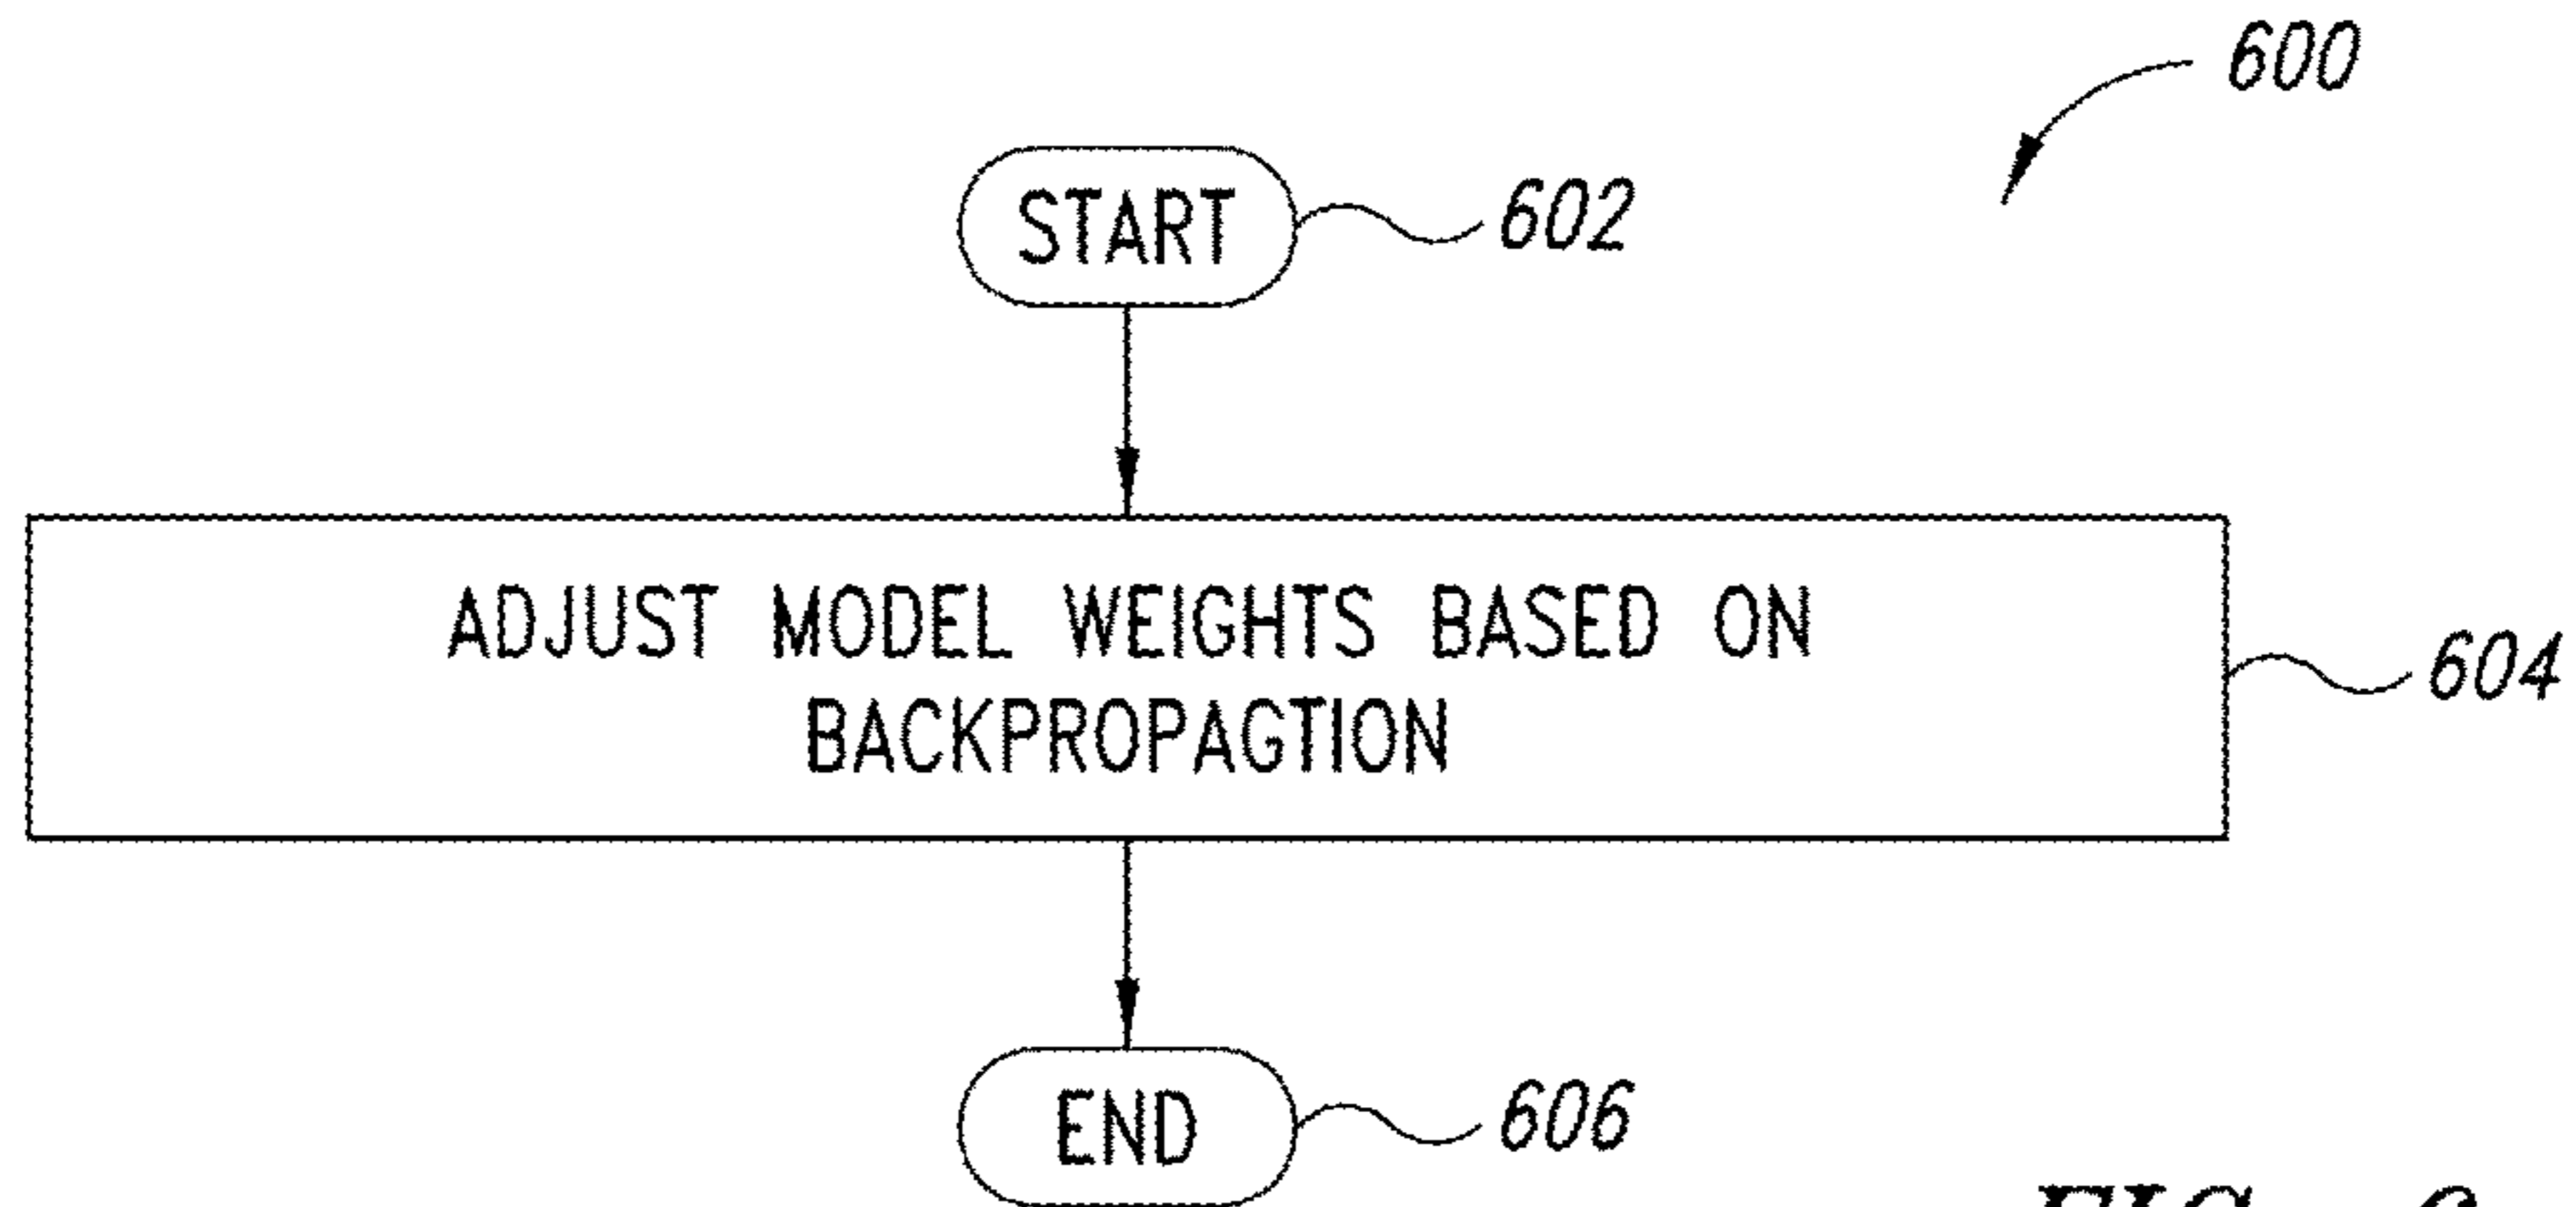 600
START
602
ADJUST MODEL WEIGHTS BASED ON
BACKPROPAGTION
604
END
606